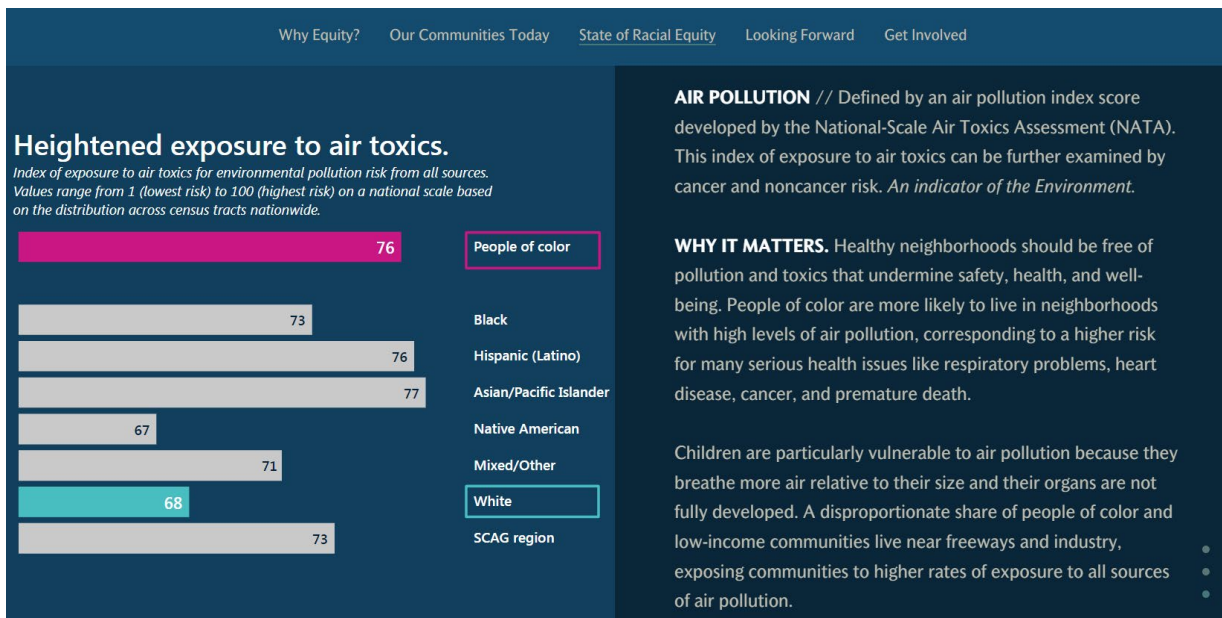 Why Equity? Our Communities Today State of Racial Equity Looking Forward Get Involved
Heightened exposure to air toxics.
Index of exposure to air toxics for environmental pollution risk from all sources.
Values range from 1 (lowest risk) to 100 (highest risk) on a national scale based
on the distribution across census tracts nationwide.
76 People of color
73 Black
76 Hispanic (Latino)
77 Asian/Pacific Islander
67 Native American
71 Mixed/Other
68 White
73 SCAG region
AIR POLLUTION // Defined by an air pollution index score
developed by the National-Scale Air Toxics Assessment (NATA).
This index of exposure to air toxics can be further examined by
cancer and noncancer risk. An indicator of the Environment.
WHY IT MATTERS. Healthy neighborhoods should be free of
pollution and toxics that undermine safety, health, and well-
being. People of color are more likely to live in neighborhoods
with high levels of air pollution, corresponding to a higher risk
for many serious health issues like respiratory problems, heart
disease, cancer, and premature death.
Children are particularly vulnerable to air pollution because they
breathe more air relative to their size and their organs are not
fully developed. A disproportionate share of people of color and
low-income communities live near freeways and industry,
exposing communities to higher rates of exposure to all sources
of air pollution.